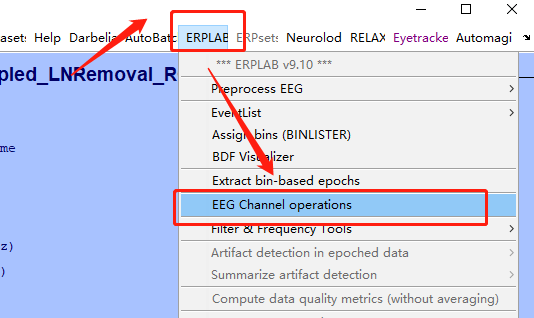 asets Help Darbelia AutoBatc ERPLAB ERPsets Neurolod RELAX Eyetracke Automagi
pled_LNRemoval_R
*** ERPLAB v9.10 ***
Preprocess EEG
EventList
me
Assign bins (BINLISTER)
BDF Visualizer
Extract bin-based epochs
EEG Channel operations
Filter & Frequency Tools
z)
Artifact detection in epoched data
)
Summarize artifact detection
Compute data quality metrics (without averaging)